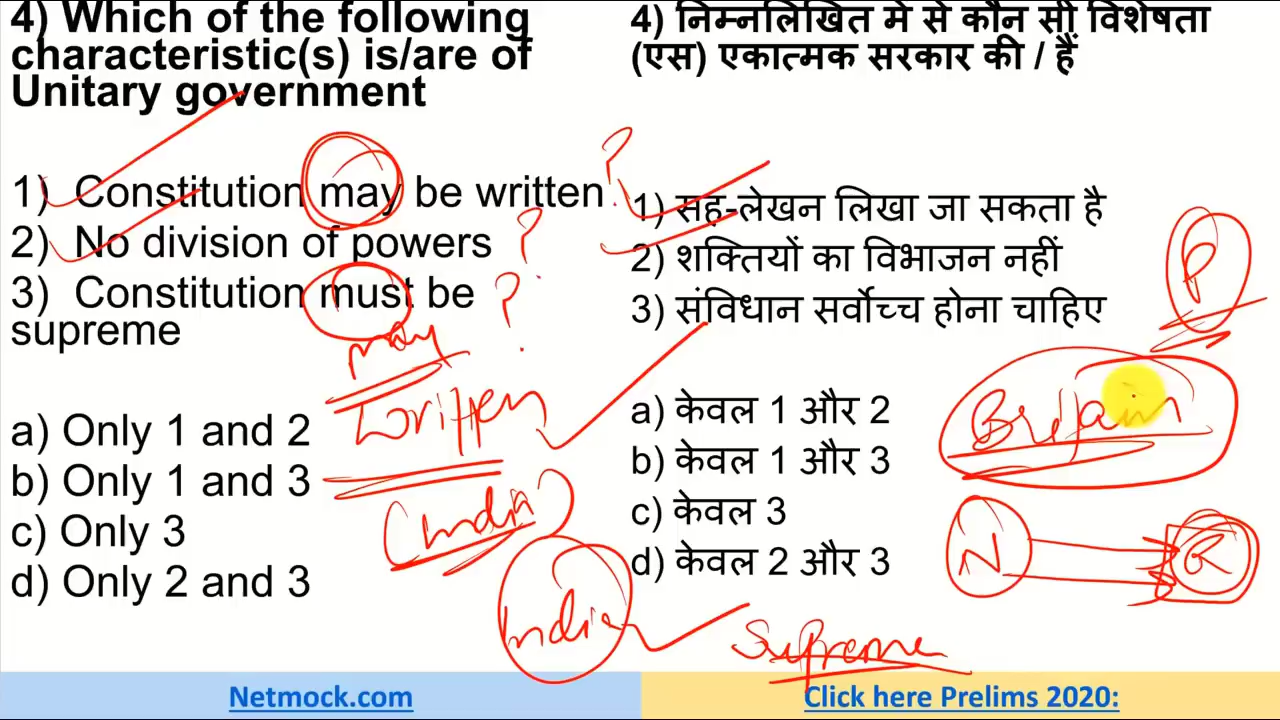 4) Which of the following
characteristic(s) is/are of
Unitary government
1) Constitution may be written
2) No division of powers
3) Constitution must be
supreme
a) Only 1 and 2
b) Only 1 and 3
c) Only 3
d) Only 2 and 3
may
Written
(India)
India
Supreme
4) निम्नलिखित में से कौन सी विशेषता
(एस) एकात्मक सरकार की / हैं
1) सह-लेखन लिखा जा सकता है
2) शक्तियों का विभाजन नहीं
3) संविधान सर्वोच्च होना चाहिए
a) केवल 1 और 2
b) केवल 1 और 3
c) केवल 3
d) केवल 2 और 3
P
Britain
N
R
Netmock.com
Click here Prelims 2020: